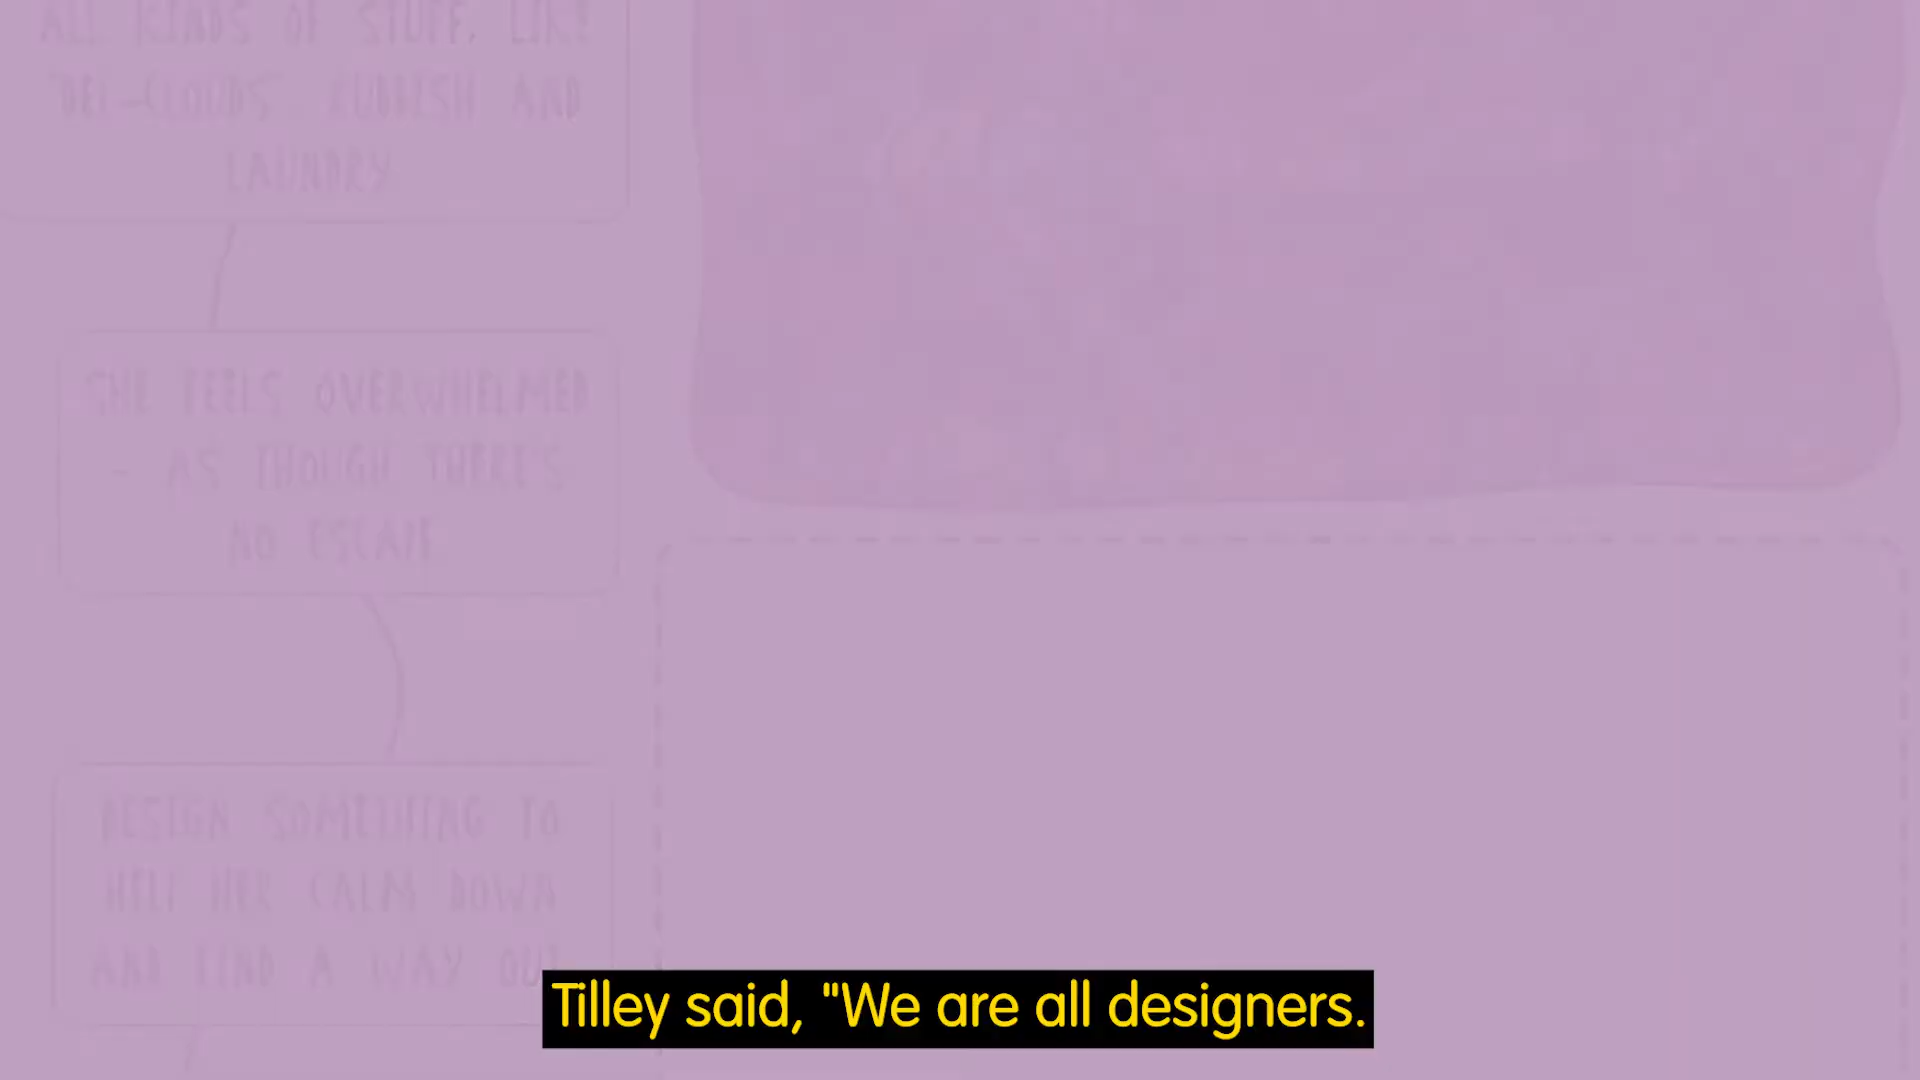 ALL KINDS OF STUFF, LIKE
RUBBISH AND
LAUNDRY
SHE FEELS OVERWHELMED
- AS THOUGH THERE'S
NO ESCAPE
DESIGN SOMETHING TO
HELP HER CALM DOWN
AND FIND A WAY OUT
Tilley said, "We are all designers.